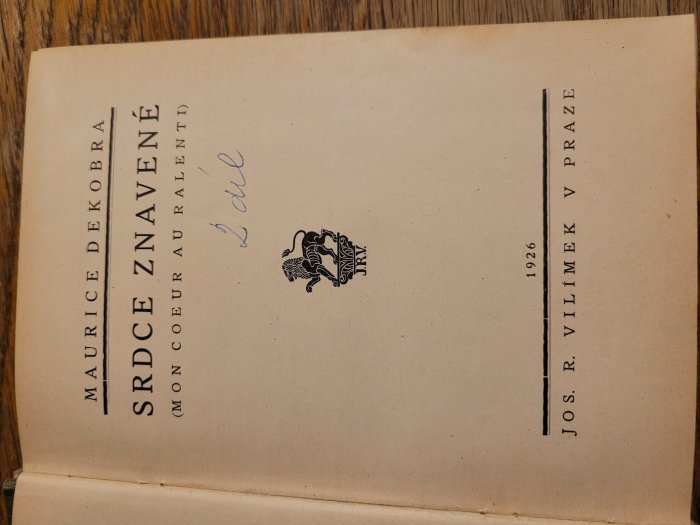 MAURICE DEKOBRA
SRDCE ZNAVENÉ
(MON COEUR AU RALENTI)
2 díl
J.R.V.
1926
JOS. R. VILÍMEK V PRAZE